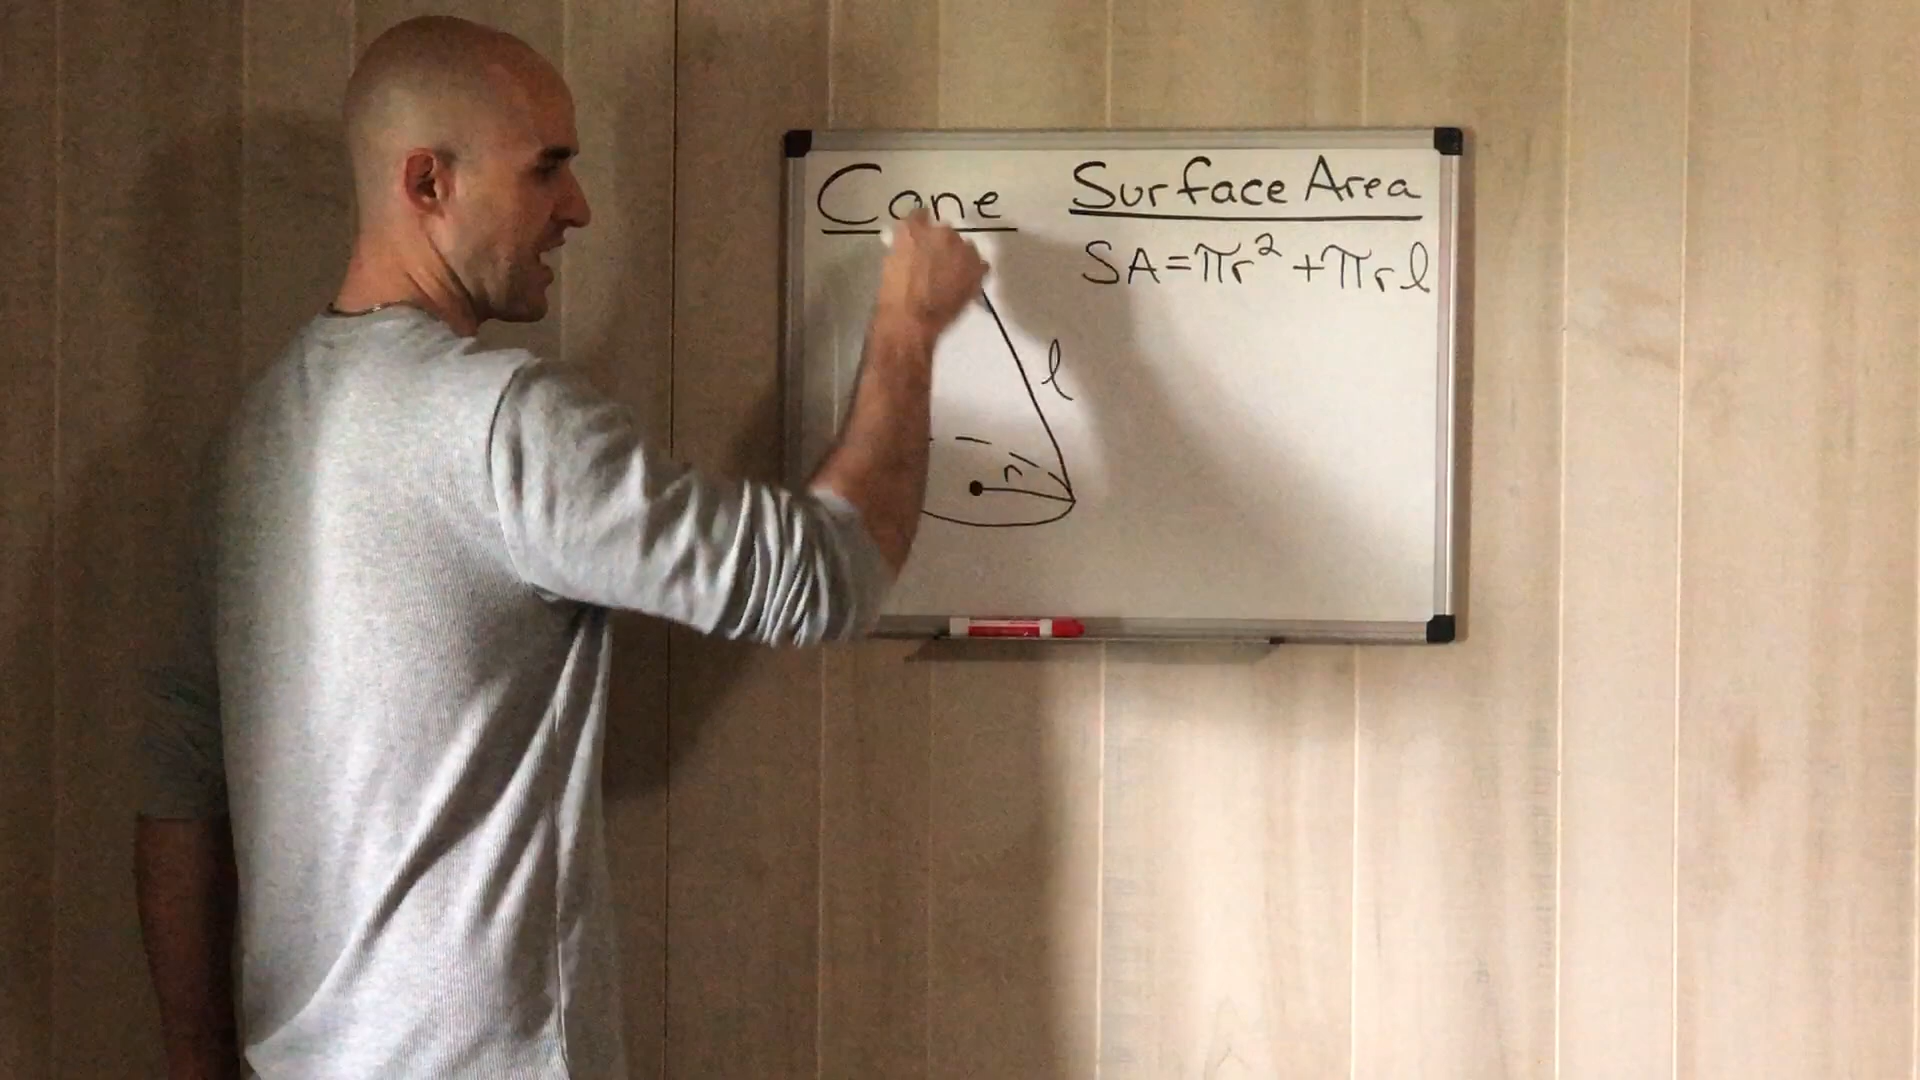 Cone
Surface Area
SA=πr²+πrl
l
r